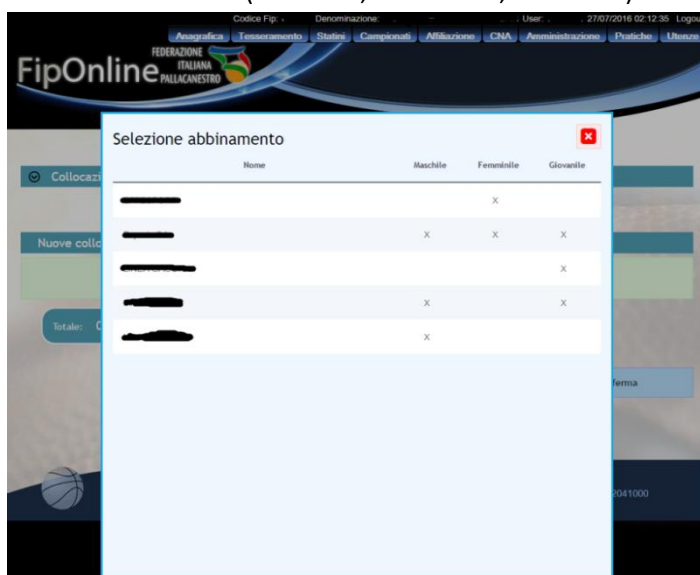 Codice Fip: Denominazione: User: 27/07/2016 02:12:35 Logou
Anagrafica Tesseramento Statini Campionati Affiliazione CNA Amministrazione Pratiche Utenze
FipOnline FEDERAZIONE ITALIANA PALLACANESTRO
Selezione abbinamento
Nome Maschile Femminile Giovanile
Collocazi
X
Nuove collo
X X X
X
Totale: 0
X X
X
ferma
2041000